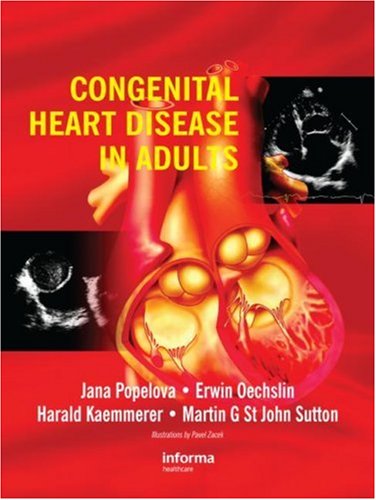 CONGENITAL
HEART DISEASE
IN ADULTS
Jana Popelova • Erwin Oechslin
Harald Kaemmerer • Martin G St John Sutton
Illustrations by Pavel Zacek
informa
healthcare